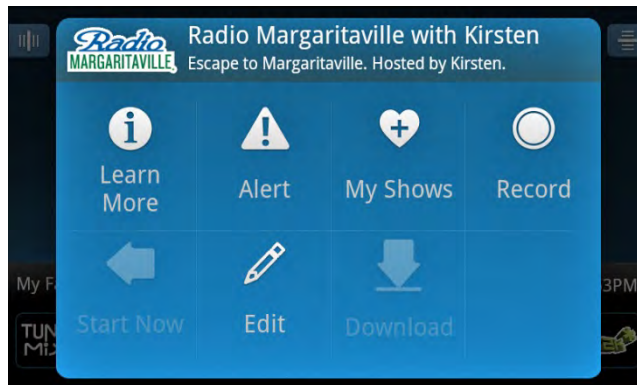 Radio
MARGARITAVILLE
Radio Margaritaville with Kirsten
Escape to Margaritaville. Hosted by Kirsten.
Learn
More
Alert
My Shows
Record
My F
3PM
Start Now
Edit
Download
TUN
Mi